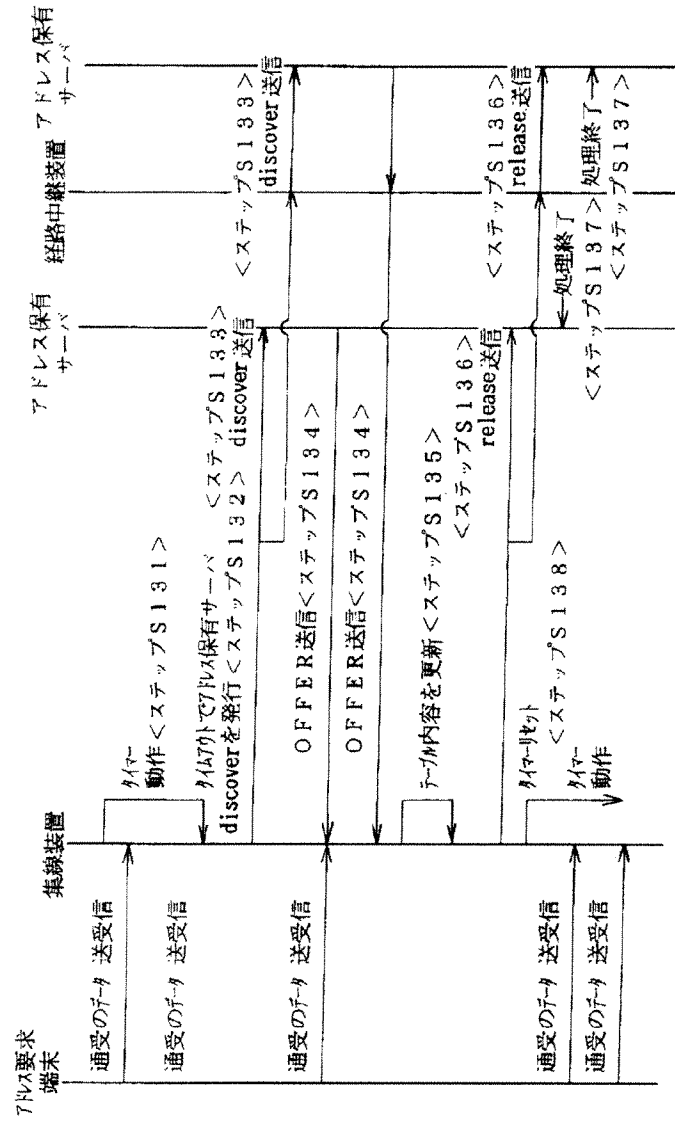 アドレス要求
端末
集線装置
アドレス保有
サーバ
経路中継装置
アドレス保有
サーバ
通受のデータ 送受信
タイマー
動作<ステップS131>
通受のデータ 送受信
タイムアウトでアドレス保有サーバ
discoverを発行<ステップS132>
<ステップS133>
discover送信
<ステップS133>
discover送信
通受のデータ 送受信
OFFER送信<ステップS134>
OFFER送信<ステップS134>
テーブル内容を更新<ステップS135>
<ステップS136>
release送信
<ステップS136>
release送信
タイマーリセット
<ステップS138>
タイマー
動作
通受のデータ 送受信
通受のデータ 送受信
処理終了
<ステップS137>
処理終了
<ステップS137>